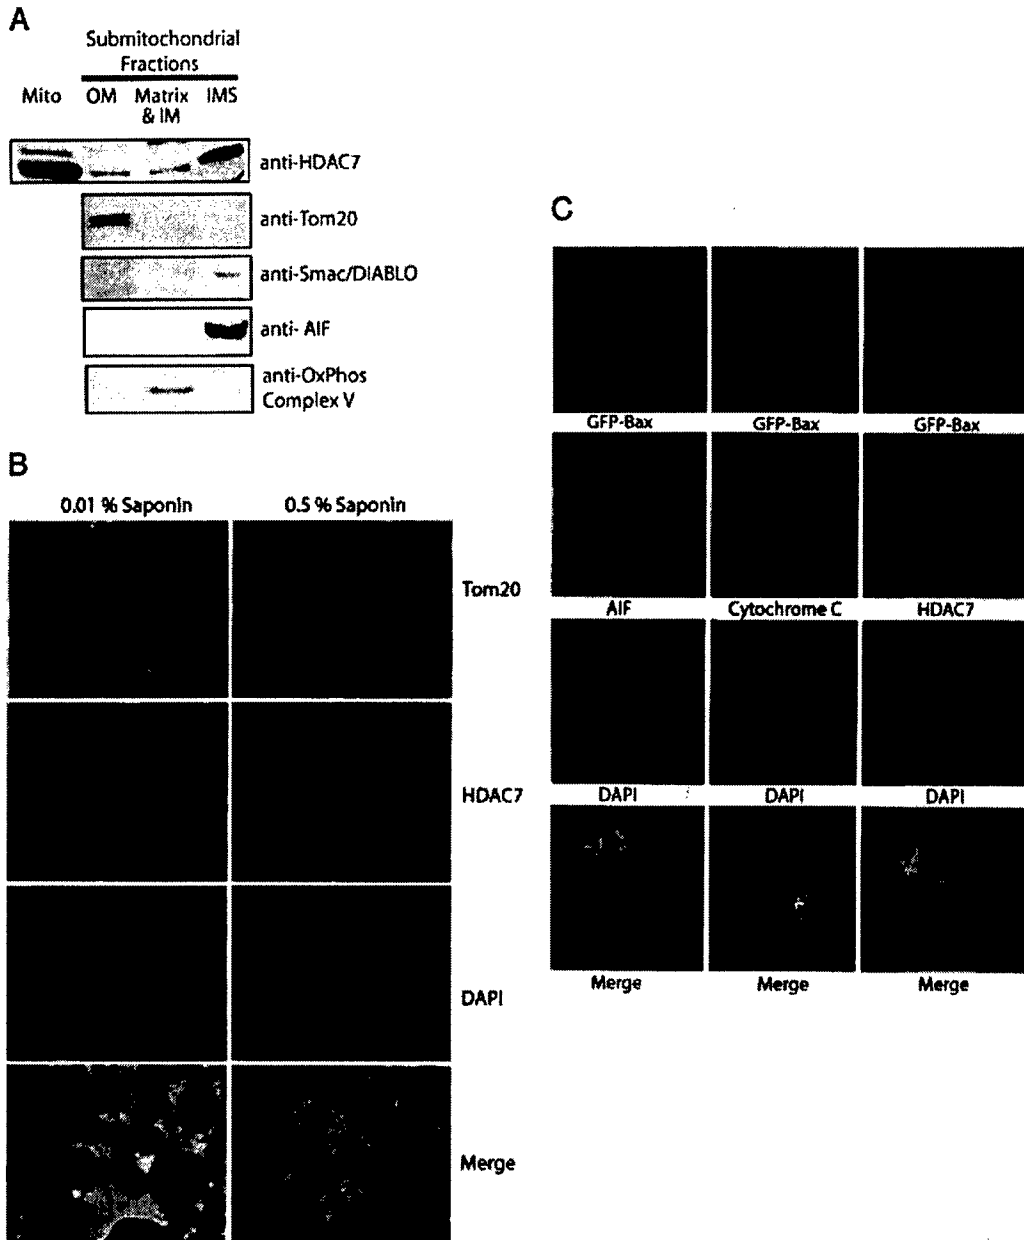 A
Submitochondrial
Fractions
Mito OM Matrix & IM IMS
anti-HDAC7
anti-Tom20
anti-Smac/DIABLO
anti- AIF
anti-OxPhos
Complex V
B
0.01 % Saponin 0.5 % Saponin
Tom20
HDAC7
DAPI
Merge
C
GFP-Bax GFP-Bax GFP-Bax
AIF Cytochrome C HDAC7
DAPI DAPI DAPI
Merge Merge Merge